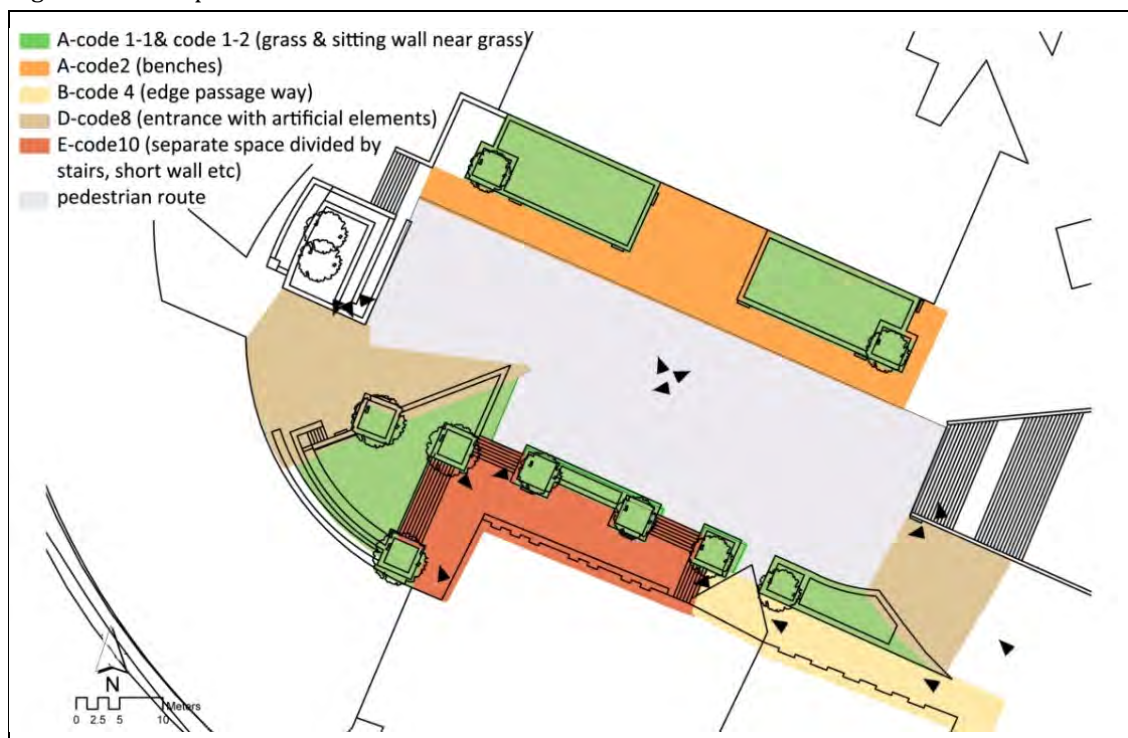 A-code 1-1& code 1-2 (grass & sitting wall near grass)
A-code2 (benches)
B-code 4 (edge passage way)
D-code8 (entrance with artificial elements)
E-code10 (separate space divided by
stairs, short wall etc)
pedestrian route
N
Meters
0 2.5 5 10